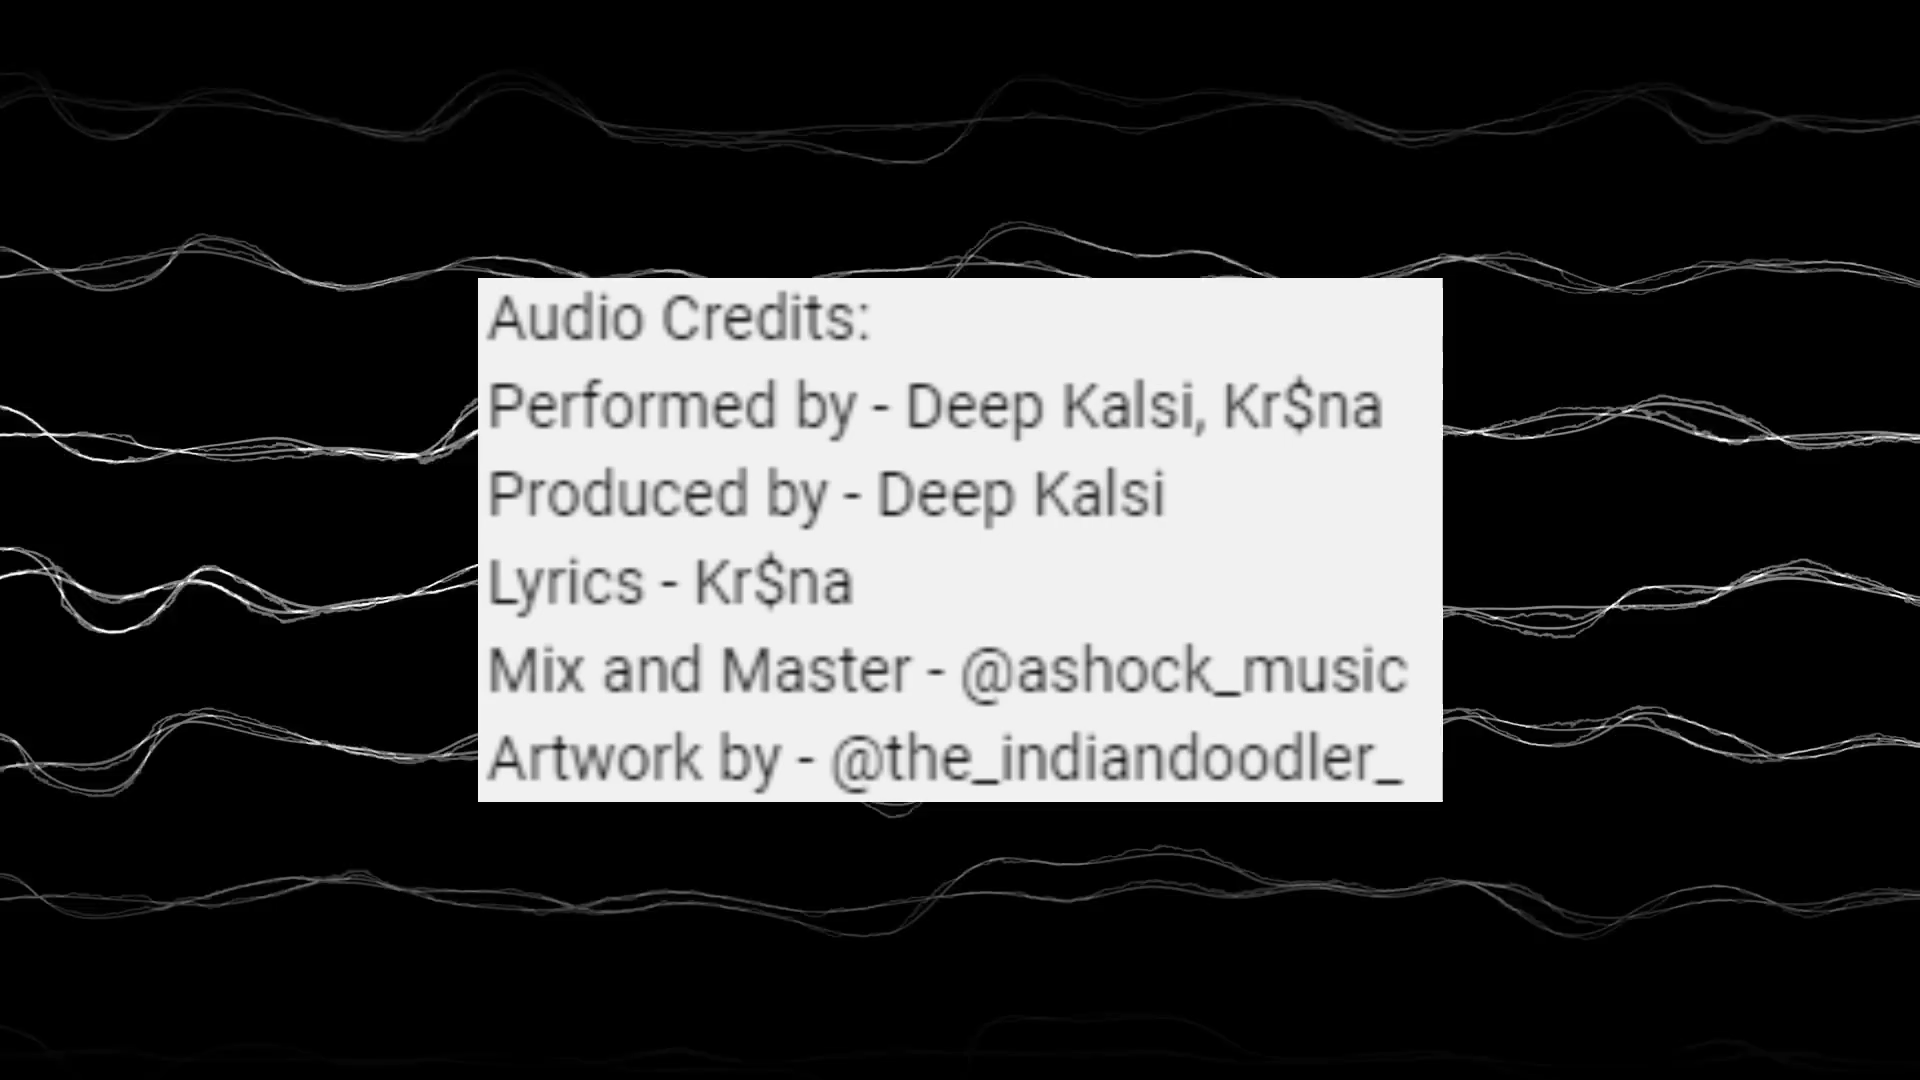 Audio Credits:
Performed by - Deep Kalsi, Kr$na
Produced by - Deep Kalsi
Lyrics - Kr$na
Mix and Master - @ashock_music
Artwork by - @the_indiandoodler_